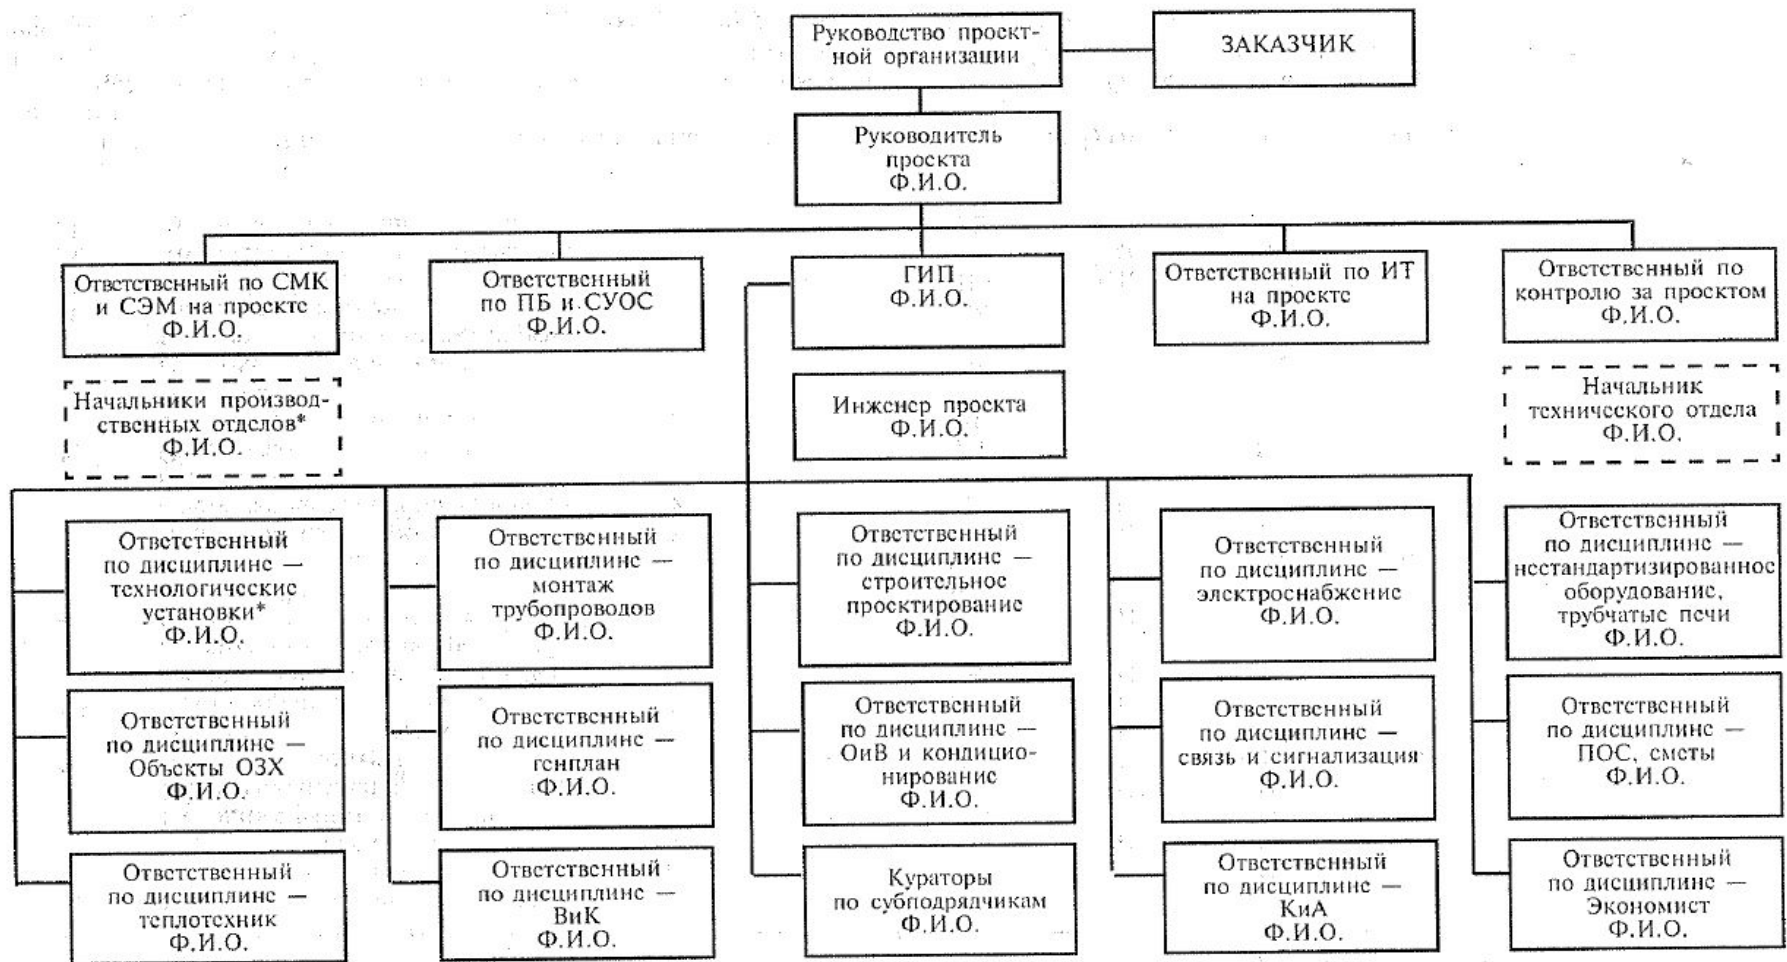 Руководство проект-
ной организации
ЗАКАЗЧИК
Руководитель
проекта
Ф.И.О.
Ответственный по СМК
и СЭМ на проекте
Ф.И.О.
Ответственный
по ПБ и СУОС
Ф.И.О.
ГИП
Ф.И.О.
Ответственный по ИТ
на проекте
Ф.И.О.
Ответственный по
контролю за проектом
Ф.И.О.
Начальники производ-
ственных отделов*
Ф.И.О.
Инженер проекта
Ф.И.О.
Начальник
технического отдела
Ф.И.О.
Ответственный
по дисциплине —
технологические
установки*
Ф.И.О.
Ответственный
по дисциплине —
монтаж
трубопроводов
Ф.И.О.
Ответственный
по дисциплине —
строительное
проектирование
Ф.И.О.
Ответственный
по дисциплине —
электроснабжение
Ф.И.О.
Ответственный
по дисциплине —
нестандартизированное
оборудование,
трубчатые печи
Ф.И.О.
Ответственный
по дисциплине —
Объекты ОЗХ
Ф.И.О.
Ответственный
по дисциплине —
генплан
Ф.И.О.
Ответственный
по дисциплине —
ОиВ и кондицио-
нирование
Ф.И.О.
Ответственный
по дисциплине —
связь и сигнализация
Ф.И.О.
Ответственный
по дисциплине —
ПОС, сметы
Ф.И.О.
Ответственный
по дисциплине —
теплотехник
Ф.И.О.
Ответственный
по дисциплине —
ВиК
Ф.И.О.
Кураторы
по субподрядчикам
Ф.И.О.
Ответственный
по дисциплине —
КиА
Ф.И.О.
Ответственный
по дисциплине —
Экономист
Ф.И.О.